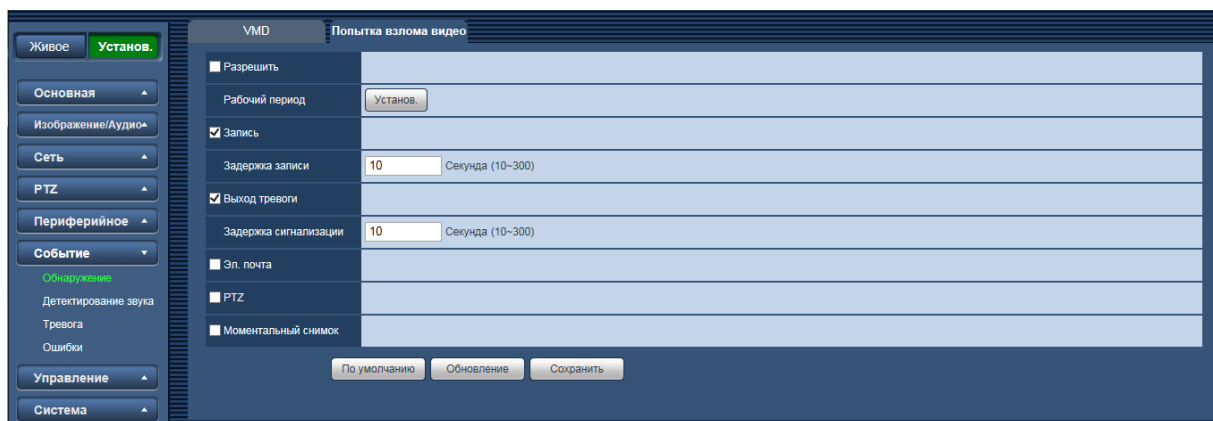 VMD
Попытка взлома видео
Живое
Установ.
Основная
Изображение/Аудио
Сеть
PTZ
Периферийное
Событие
Обнаружение
Детектирование звука
Тревога
Ошибки
Управление
Система
Разрешить
Рабочий период
Установ.
Запись
Задержка записи
10
Секунда (10~300)
Выход тревоги
Задержка сигнализации
10
Секунда (10~300)
Эл. почта
PTZ
Моментальный снимок
По умолчанию
Обновление
Сохранить